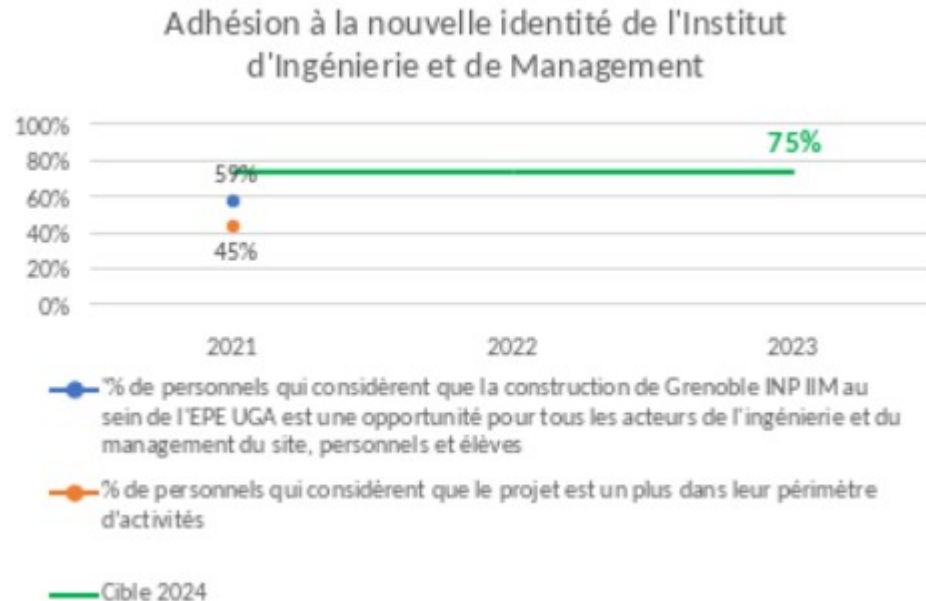 Adhésion à la nouvelle identité de l'Institut
d'Ingénierie et de Management
100%
80%
60%
40%
20%
0%
75%
59%
45%
2021
2022
2023
'% de personnels qui considèrent que la construction de Grenoble INP IIM au
sein de l'EPE UGA est une opportunité pour tous les acteurs de l'ingénierie et du
management du site, personnels et élèves
% de personnels qui considèrent que le projet est un plus dans leur périmètre
d'activités
Cible 2024